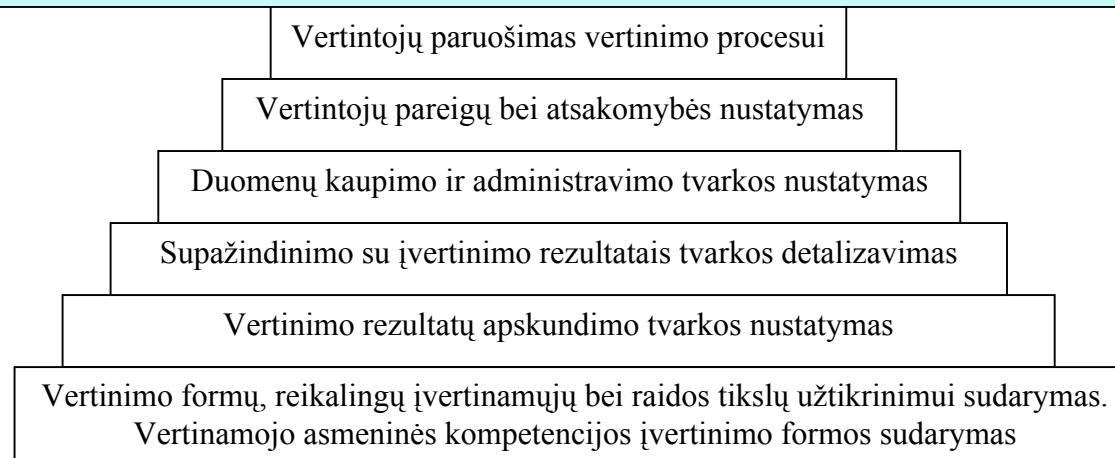 Vertintojų paruošimas vertinimo procesui
Vertintojų pareigų bei atsakomybės nustatymas
Duomenų kaupimo ir administravimo tvarkos nustatymas
Supažindinimo su įvertinimo rezultatais tvarkos detalizavimas
Vertinimo rezultatų apskundimo tvarkos nustatymas
Vertinimo formų, reikalingų įvertinamųjų bei raidos tikslų užtikrinimui sudarymas.
Vertinamojo asmeninės kompetencijos įvertinimo formos sudarymas